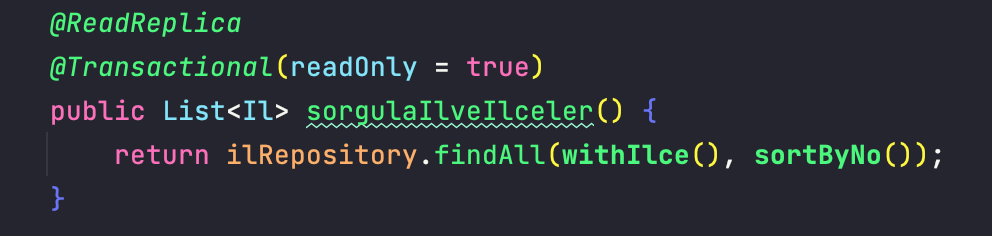 @ReadReplica
@Transactional(readOnly = true)
public List<Il> sorgulaIlveIlceler() {
    return ilRepository.findAll(withIlce(), sortByNo());
}